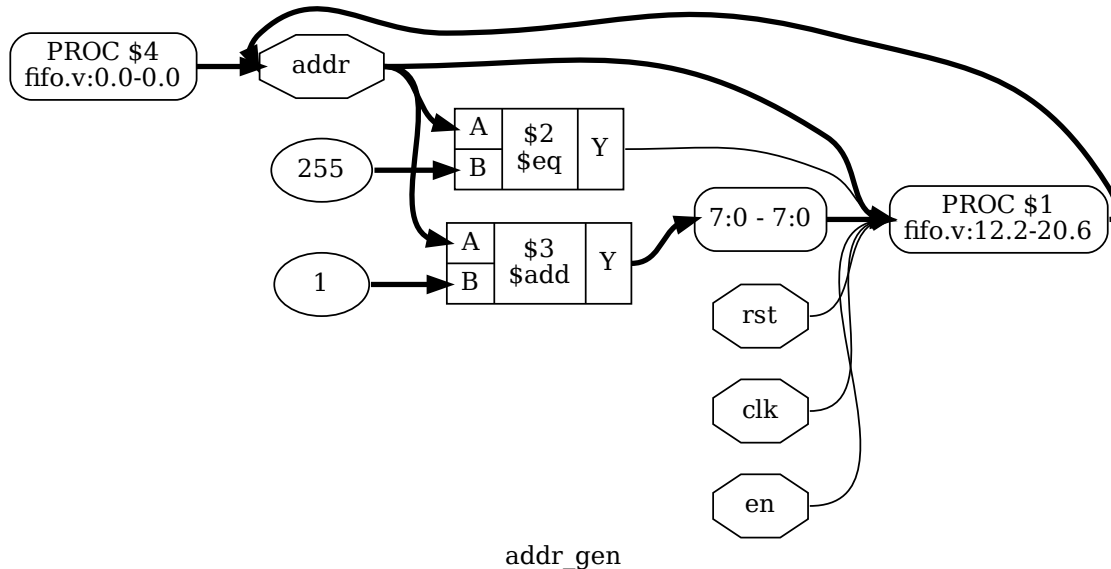 PROC $4
fifo.v:0.0-0.0
addr
255
A
B
$2
$eq
Y
1
A
B
$3
$add
Y
7:0 - 7:0
PROC $1
fifo.v:12.2-20.6
rst
clk
en
addr_gen